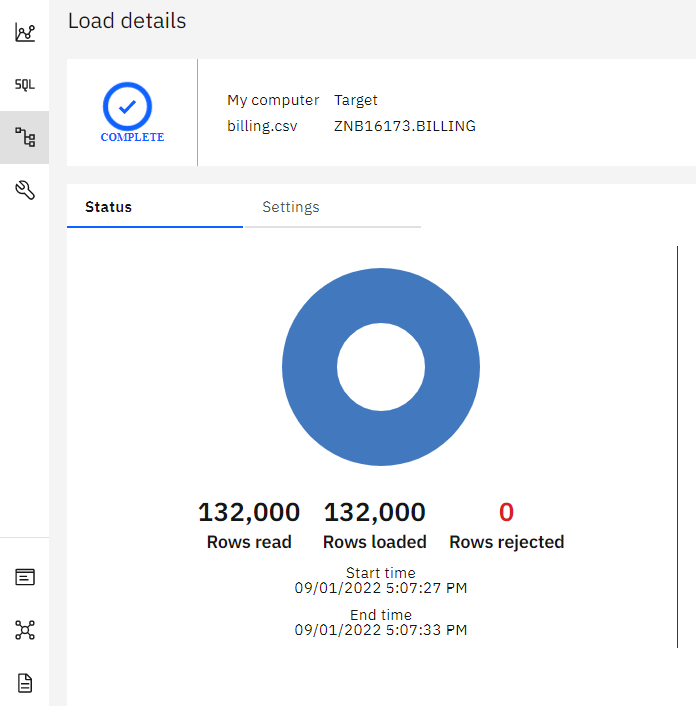 Load details
SQL
COMPLETE
My computer Target
billing.csv ZNB16173.BILLING
Status Settings
132,000 132,000 0
Rows read Rows loaded Rows rejected
Start time
09/01/2022 5:07:27 PM
End time
09/01/2022 5:07:33 PM